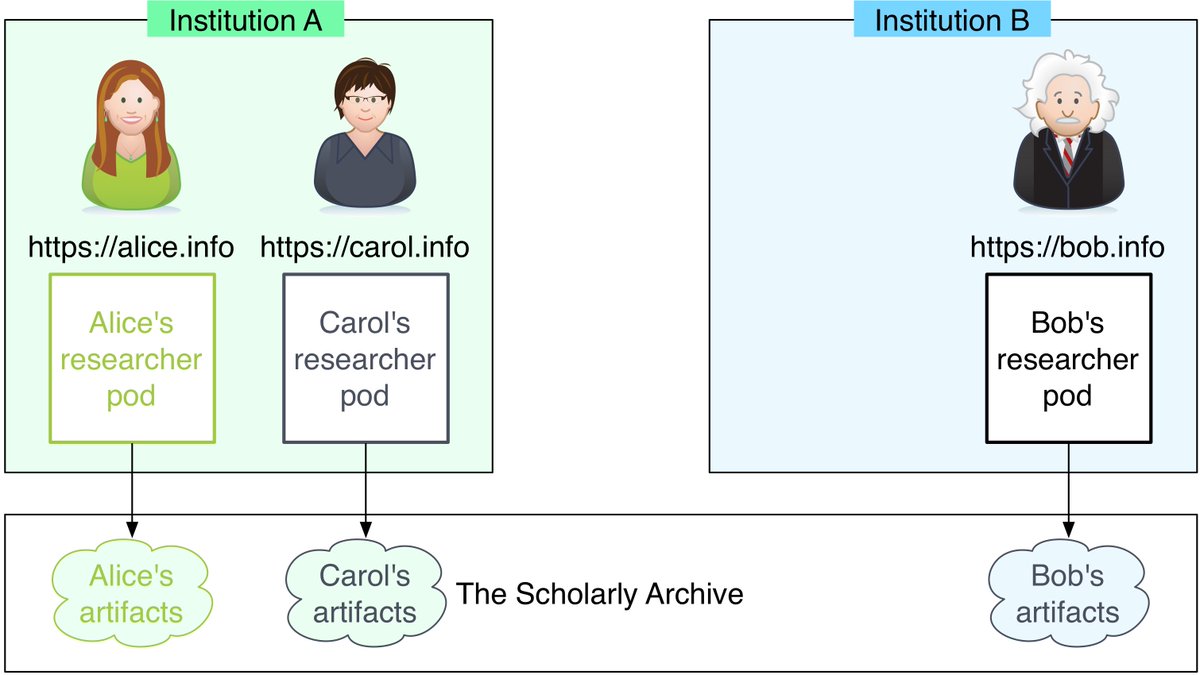 Institution A
Institution B
https://alice.info
https://carol.info
https://bob.info
Alice's
researcher
pod
Carol's
researcher
pod
Bob's
researcher
pod
Alice's
artifacts
Carol's
artifacts
The Scholarly Archive
Bob's
artifacts